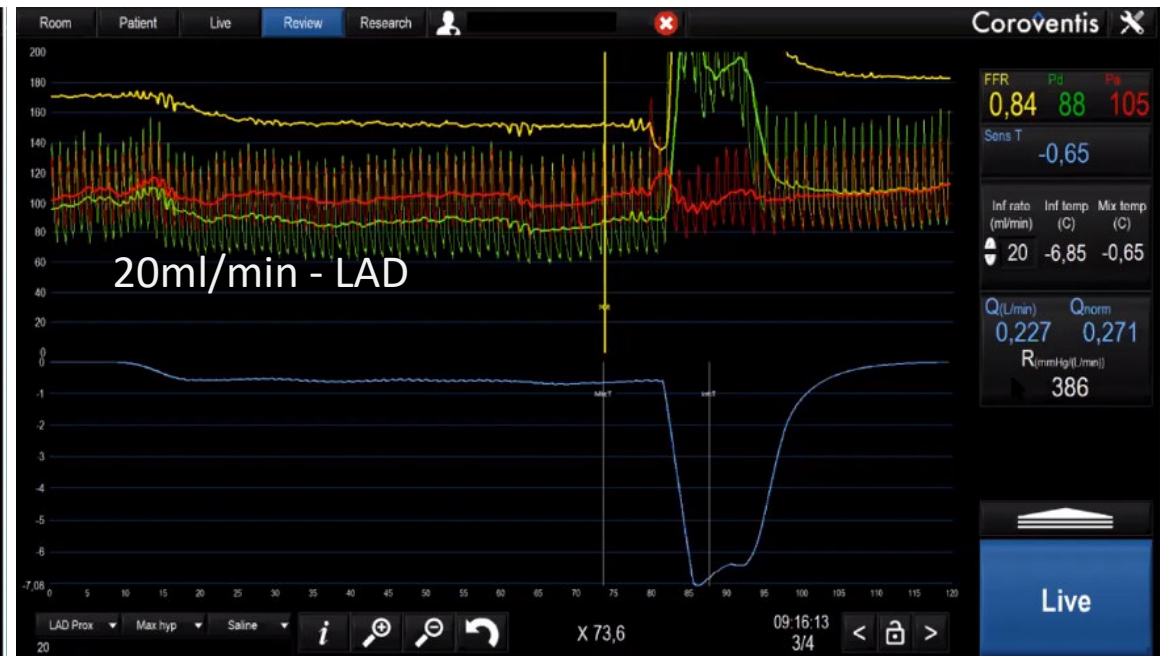 Room Patient Live Review Research Coroventis
200
180
160
140
120
100
80
60
40
20
0
0
-1
-2
-3
-4
-5
-6
-7,08
20ml/min - LAD
MixT
InfT
0 5 10 15 20 25 30 35 40 45 50 55 60 65 70 75 80 85 90 95 100 105 110 115 120
FFR Pd Pa
0,84 88 105
Sens T
-0,65
Inf rate Inf temp Mix temp
(ml/min) (C) (C)
20 -6,85 -0,65
Q(L/min) Qnorm
0,227 0,271
R(mmHg/(L/min))
386
Live
LAD Prox Max hyp Saline i X 73,6 09:16:13 < >
20 3/4